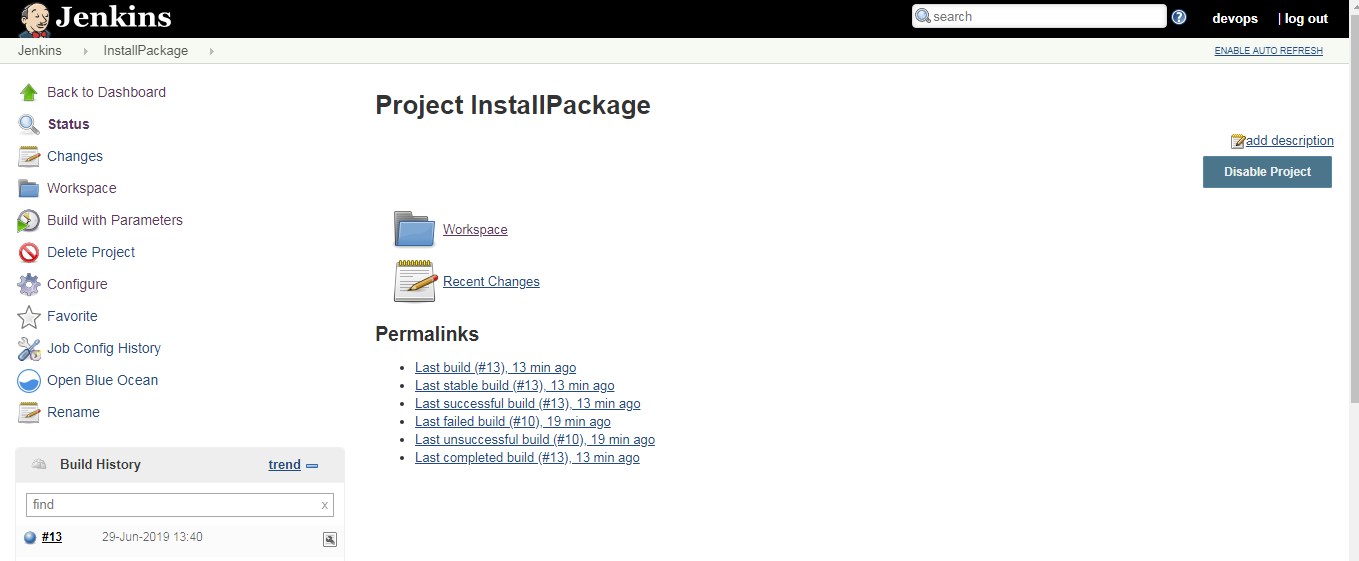 Jenkins
search
devops
| log out
Jenkins
InstallPackage
ENABLE AUTO REFRESH
Back to Dashboard
Status
Changes
Workspace
Build with Parameters
Delete Project
Configure
Favorite
Job Config History
Open Blue Ocean
Rename
Build History
trend
find
x
#13
29-Jun-2019 13:40
Project InstallPackage
add description
Disable Project
Workspace
Recent Changes
Permalinks
Last build (#13), 13 min ago
Last stable build (#13), 13 min ago
Last successful build (#13), 13 min ago
Last failed build (#10), 19 min ago
Last unsuccessful build (#10), 19 min ago
Last completed build (#13), 13 min ago